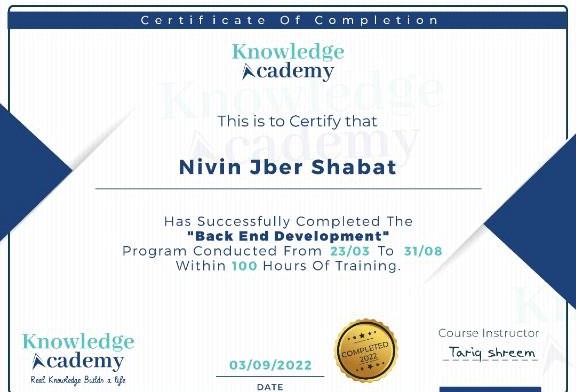 Certificate Of Completion
Knowledge
Academy
This is to Certify that
Nivin Jber Shabat
Has Successfully Completed The
"Back End Development"
Program Conducted From 23/03 To 31/08
Within 100 Hours Of Training.
Knowledge
Academy
Real Knowledge Builds a life
03/09/2022
DATE
COMPLETED
2022
Course Instructor
Tariq shreem